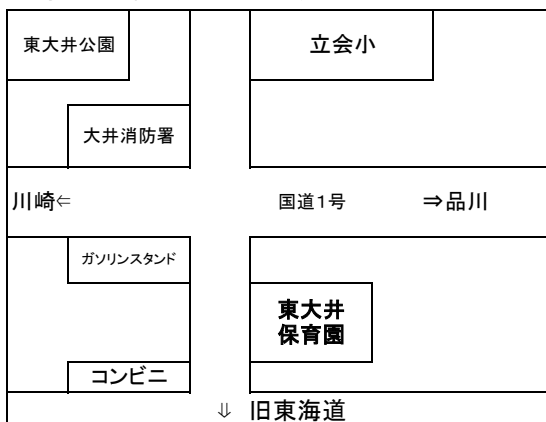 東大井公園
立会小
大井消防署
川崎⇐
国道1号
⇒品川
ガソリンスタンド
東大井
保育園
コンビニ
⇓ 旧東海道